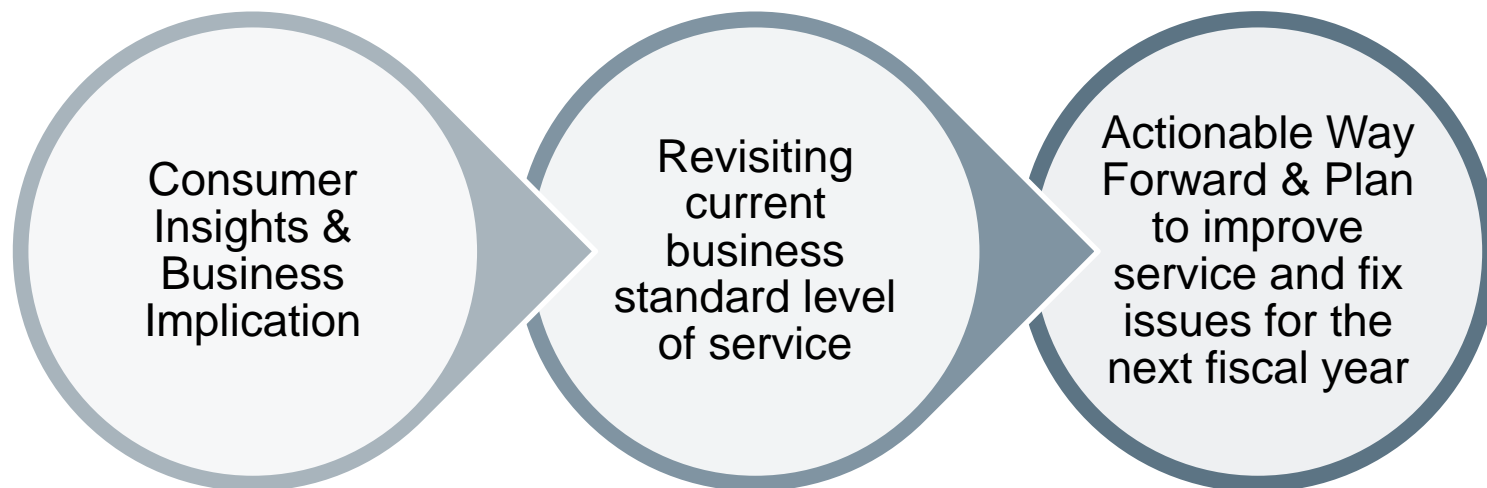 Consumer
Insights &
Business
Implication
Revisiting
current
business
standard level
of service
Actionable Way
Forward & Plan
to improve
service and fix
issues for the
next fiscal year